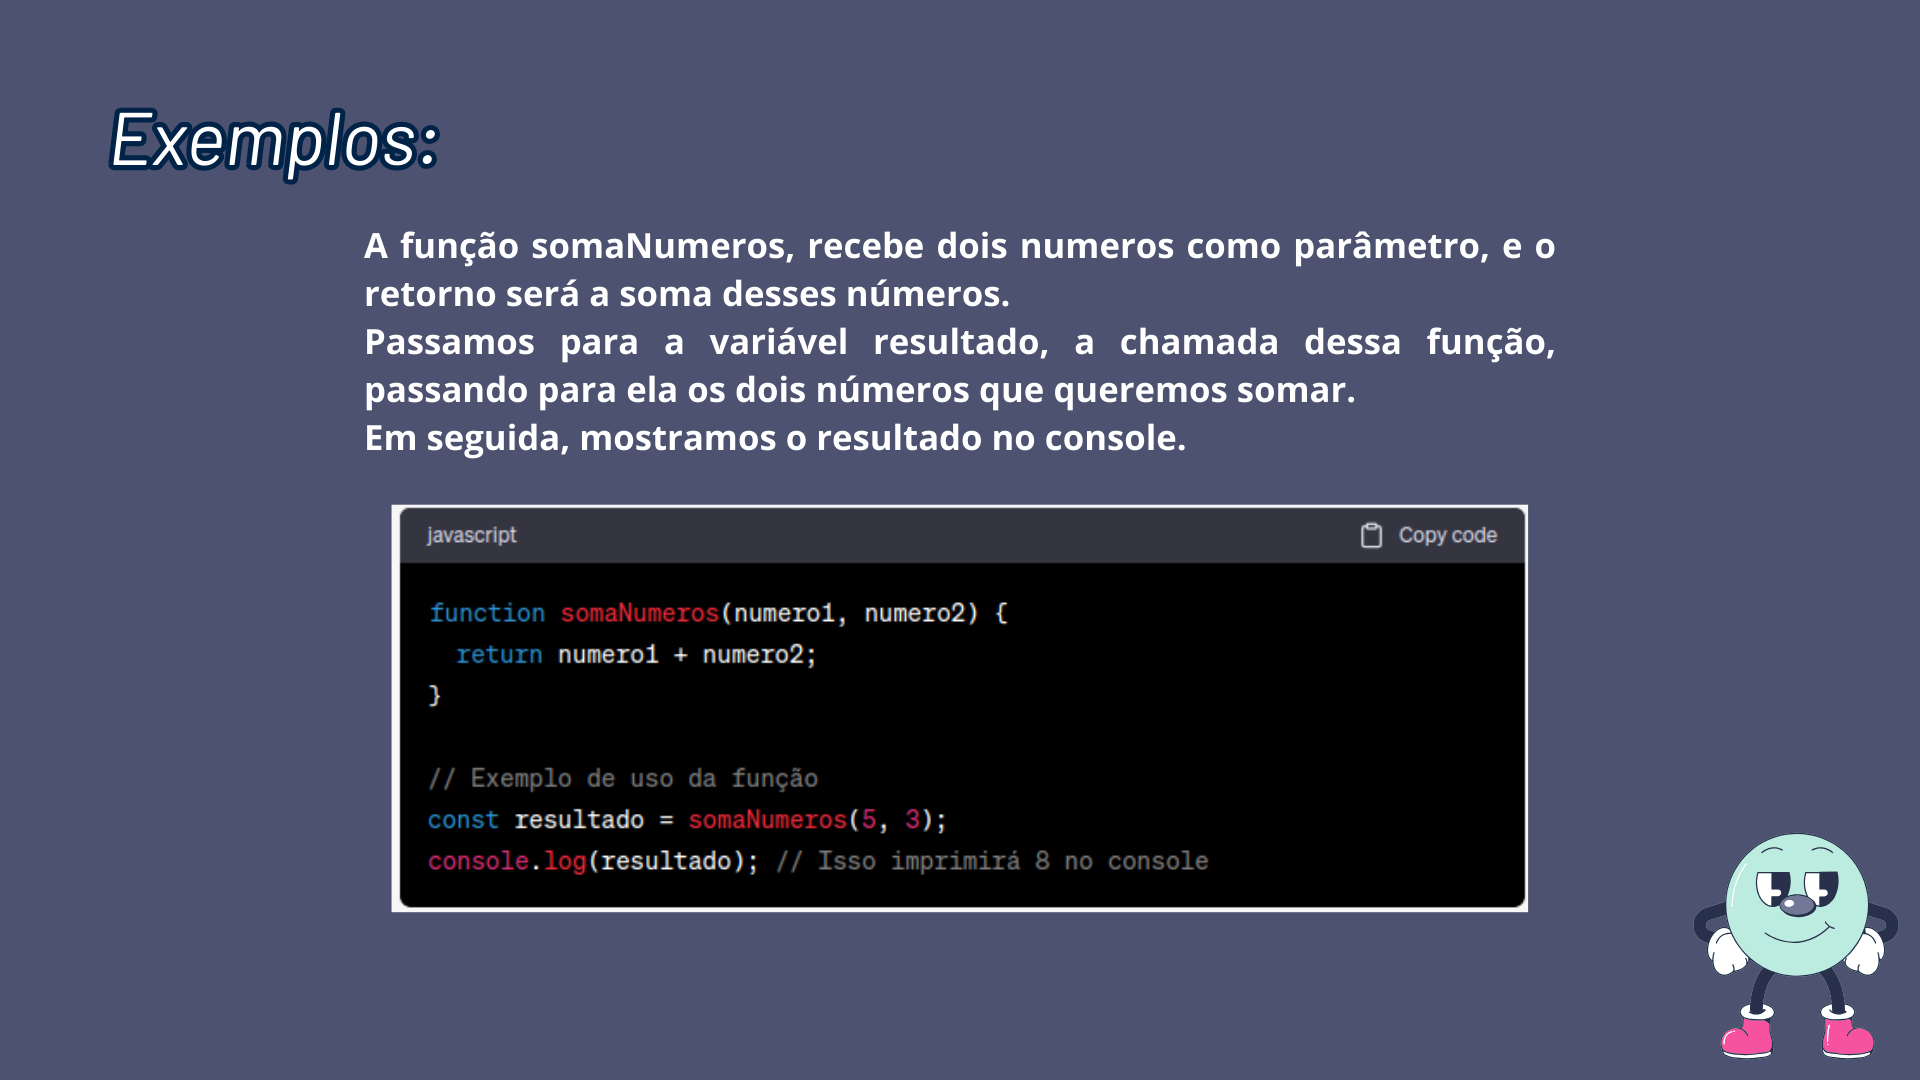 Exemplos:
A função somaNumeros, recebe dois numeros como parâmetro, e o
retorno será a soma desses números.
Passamos para a variável resultado, a chamada dessa função,
passando para ela os dois números que queremos somar.
Em seguida, mostramos o resultado no console.
javascript Copy code
function somaNumeros(numero1, numero2) {
  return numero1 + numero2;
}
// Exemplo de uso da função
const resultado = somaNumeros(5, 3);
console.log(resultado); // Isso imprimirá 8 no console